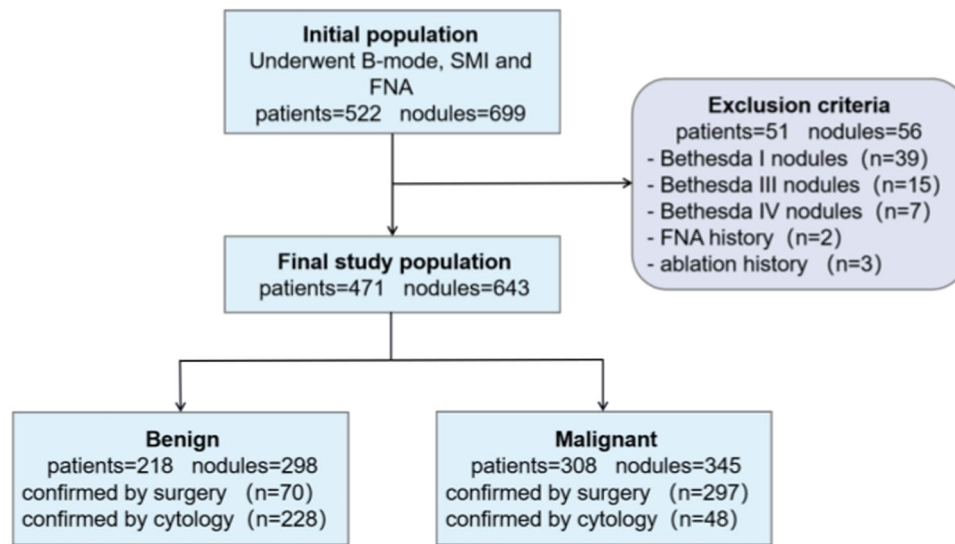 Initial population
Underwent B-mode, SMI and
FNA
patients=522 nodules=699
Exclusion criteria
patients=51 nodules=56
- Bethesda I nodules (n=39)
- Bethesda III nodules (n=15)
- Bethesda IV nodules (n=7)
- FNA history (n=2)
- ablation history (n=3)
Final study population
patients=471 nodules=643
Benign
patients=218 nodules=298
confirmed by surgery (n=70)
confirmed by cytology (n=228)
Malignant
patients=308 nodules=345
confirmed by surgery (n=297)
confirmed by cytology (n=48)